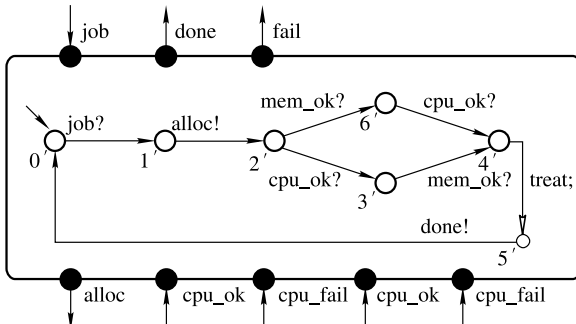 job done fail
mem_ok? cpu_ok?
job? alloc! 6′
0′ 1′ 2′ 4′
cpu_ok? 3′ mem_ok? treat;
done! 5′
alloc cpu_ok cpu_fail cpu_ok cpu_fail